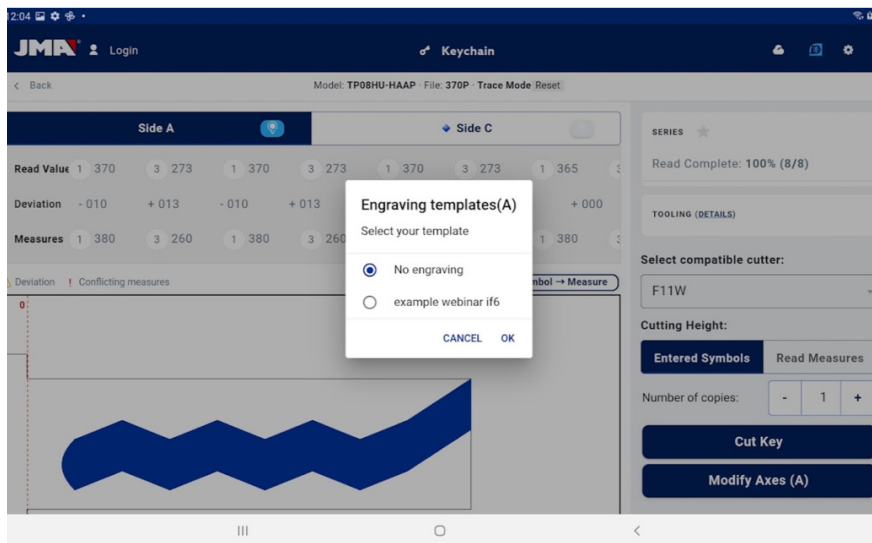 12:04
JMA Login
Keychain
Back
Model: TP08HU-HAAP · File: 370P · Trace Mode Reset
Side A
Side C
Read Value 1 370 3 273 1 370 3 273 1 370 3 273 1 365 3
Deviation - 010 + 013 - 010 + 013 + 000
Measures 1 380 3 260 1 380 3 260 1 380 3
Deviation ! Conflicting measures
→ Measure
0
Engraving templates(A)
Select your template
No engraving
example webinar if6
CANCEL OK
SERIES
Read Complete: 100% (8/8)
TOOLING (DETAILS)
Select compatible cutter:
F11W
Cutting Height:
Entered Symbols Read Measures
Number of copies: - 1 +
Cut Key
Modify Axes (A)